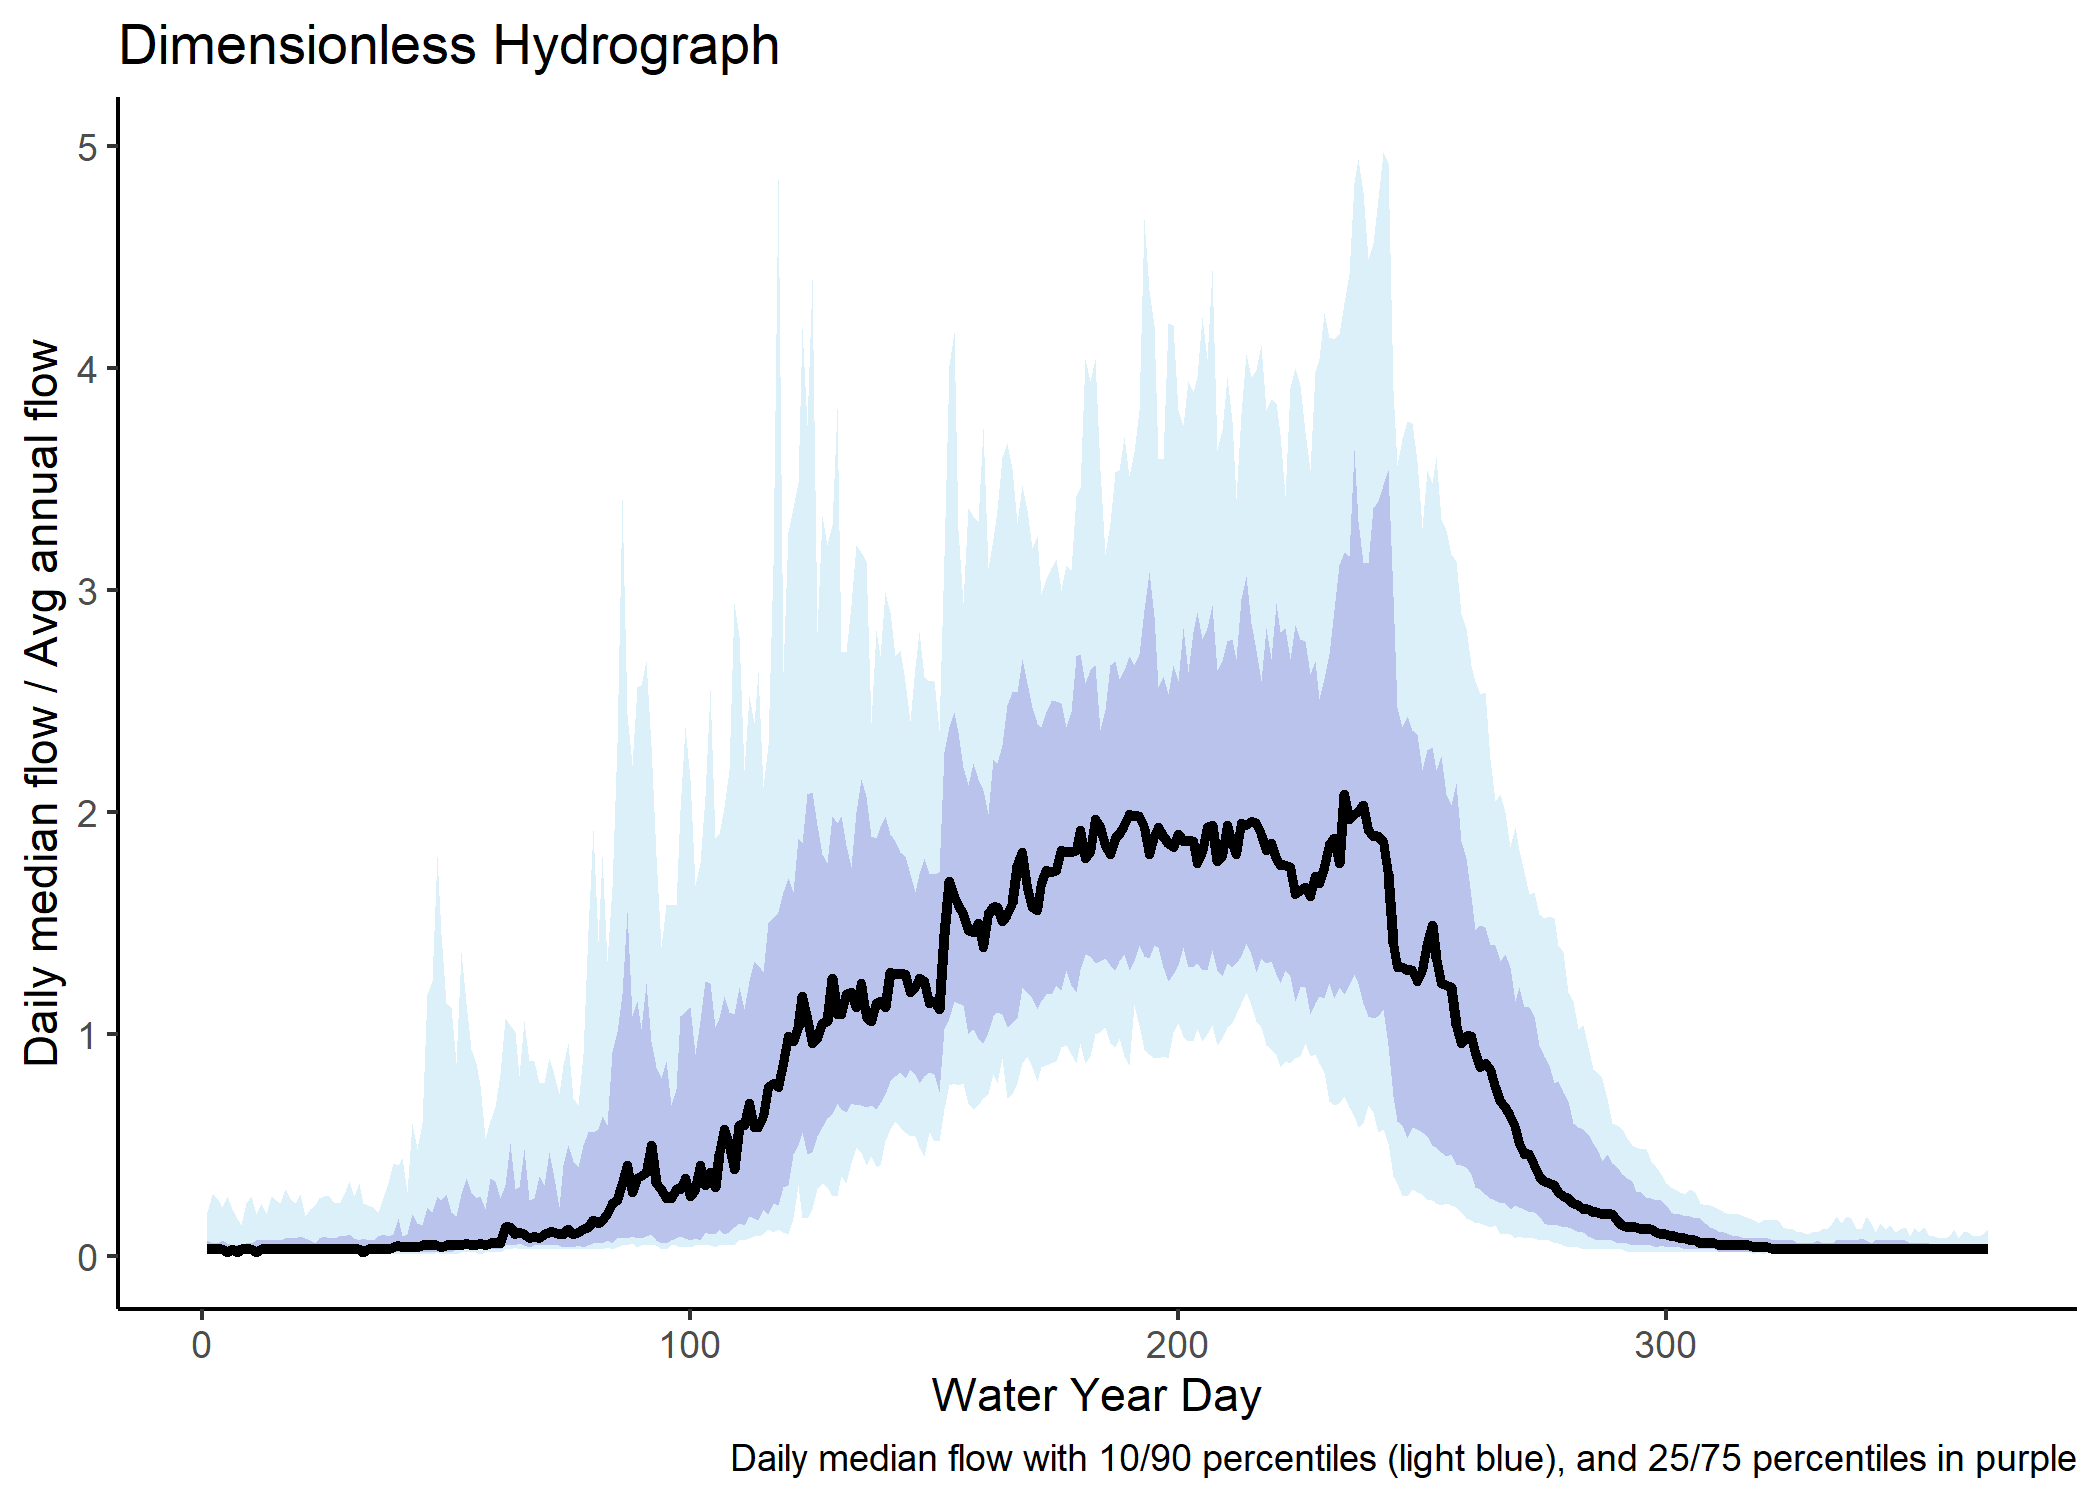 Dimensionless Hydrograph
Daily median flow / Avg annual flow
5
4
3
2
1
0
0 100 200 300
Water Year Day
Daily median flow with 10/90 percentiles (light blue), and 25/75 percentiles in purple